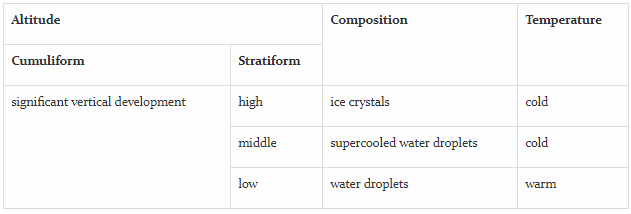 Altitude Composition Temperature
Cumuliform Stratiform
significant vertical development high ice crystals cold
middle supercooled water droplets cold
low water droplets warm